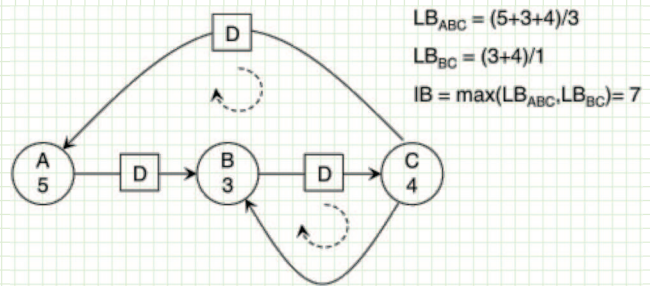 D
LB_ABC = (5+3+4)/3
LB_BC = (3+4)/1
IB = max(LB_ABC,LB_BC)= 7
A
5
D
B
3
D
C
4